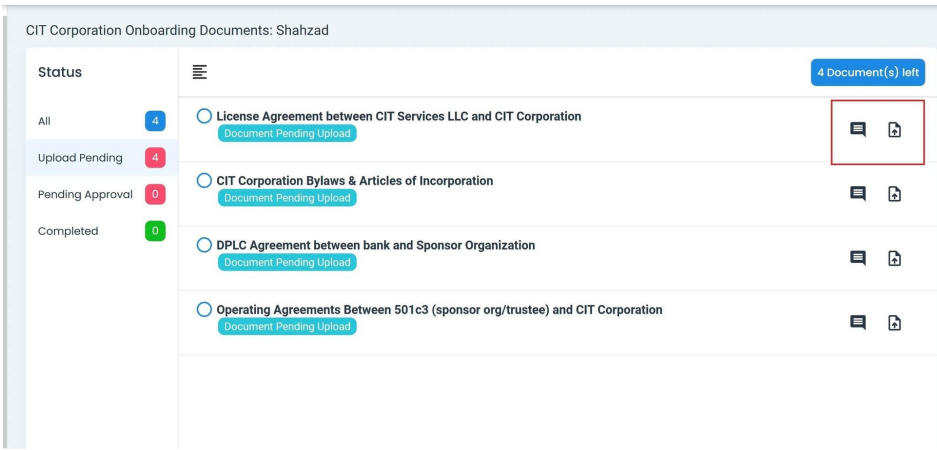 CIT Corporation Onboarding Documents: Shahzad
Status
4 Document(s) left
All
4
Upload Pending
4
Pending Approval
0
Completed
0
License Agreement between CIT Services LLC and CIT Corporation
Document Pending Upload
CIT Corporation Bylaws & Articles of Incorporation
Document Pending Upload
DPLC Agreement between bank and Sponsor Organization
Document Pending Upload
Operating Agreements Between 501c3 (sponsor org/trustee) and CIT Corporation
Document Pending Upload